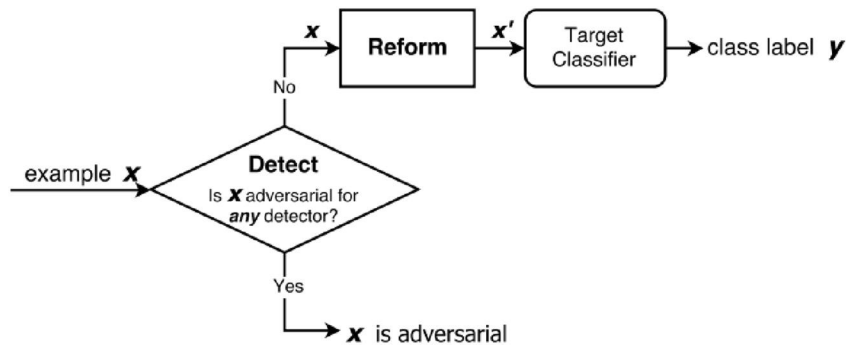 x
Reform
x'
Target
Classifier
class label y
No
example x
Detect
Is x adversarial for
any detector?
Yes
x is adversarial